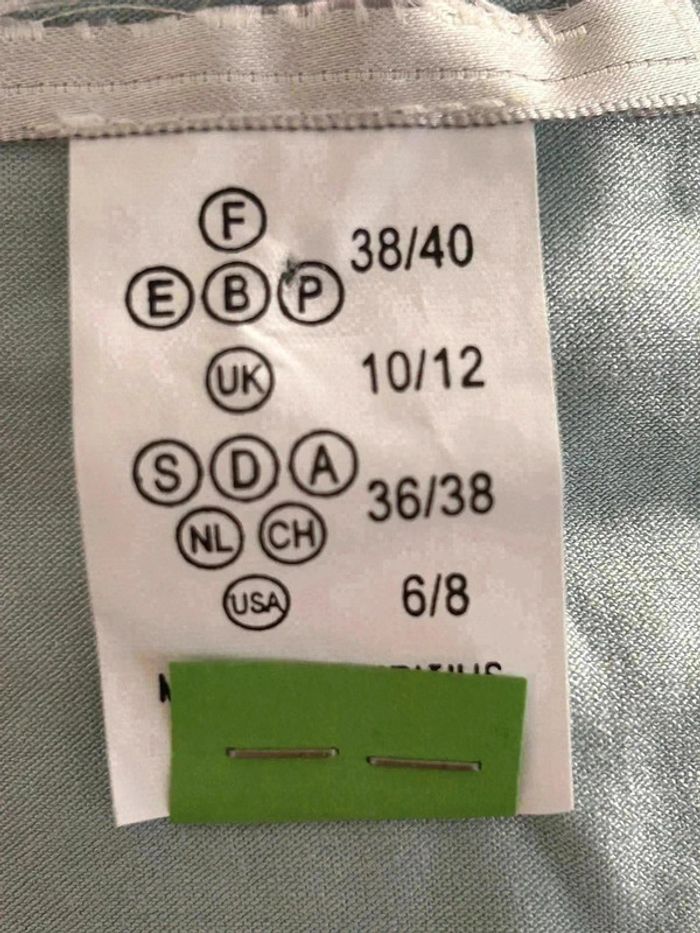 F
38/40
E B P
UK 10/12
S D A
36/38
NL CH
USA 6/8